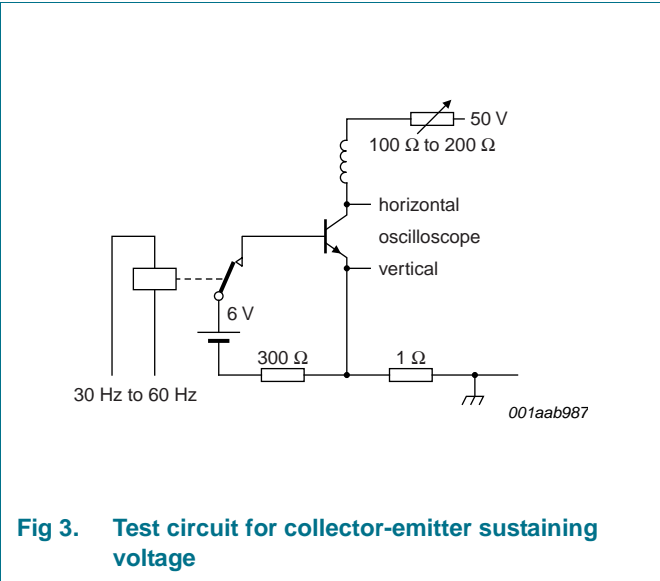 50 V
100 Ω to 200 Ω
horizontal
oscilloscope
vertical
6 V
300 Ω
1 Ω
30 Hz to 60 Hz
001aab987
Fig 3. Test circuit for collector-emitter sustaining
voltage